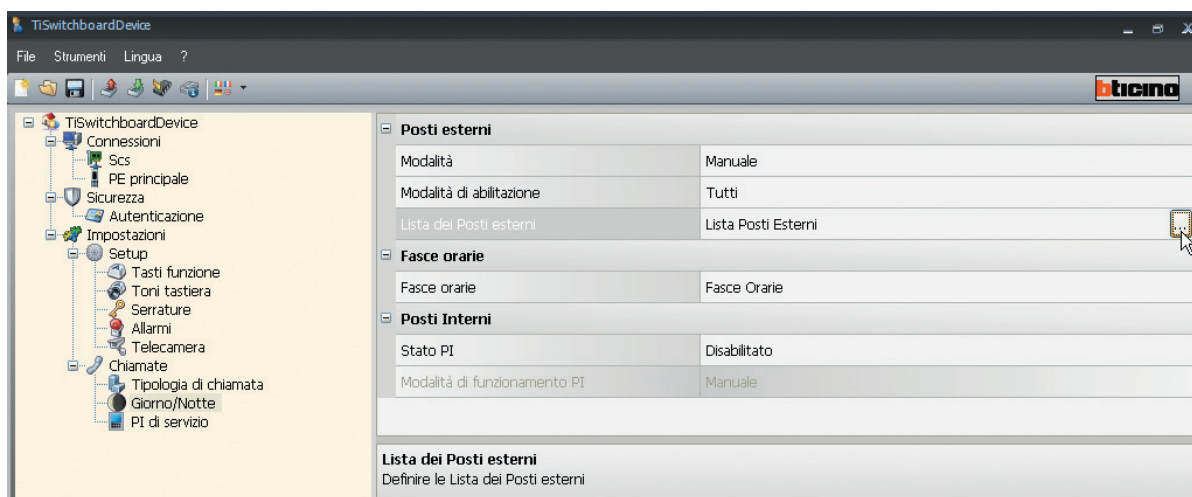 TiSwitchboardDevice
File Strumenti Lingua ?
bticino
TiSwitchboardDevice
Connessioni
Scs
PE principale
Sicurezza
Autenticazione
Impostazioni
Setup
Tasti funzione
Toni tastiera
Serrature
Allarmi
Telecamera
Chiamate
Tipologia di chiamata
Giorno/Notte
PI di servizio
Posti esterni
Modalità Manuale
Modalità di abilitazione Tutti
Lista dei Posti esterni Lista Posti Esterni ...
Fasce orarie
Fasce orarie Fasce Orarie
Posti Interni
Stato PI Disabilitato
Modalità di funzionamento PI Manuale
Lista dei Posti esterni
Definire le Lista dei Posti esterni